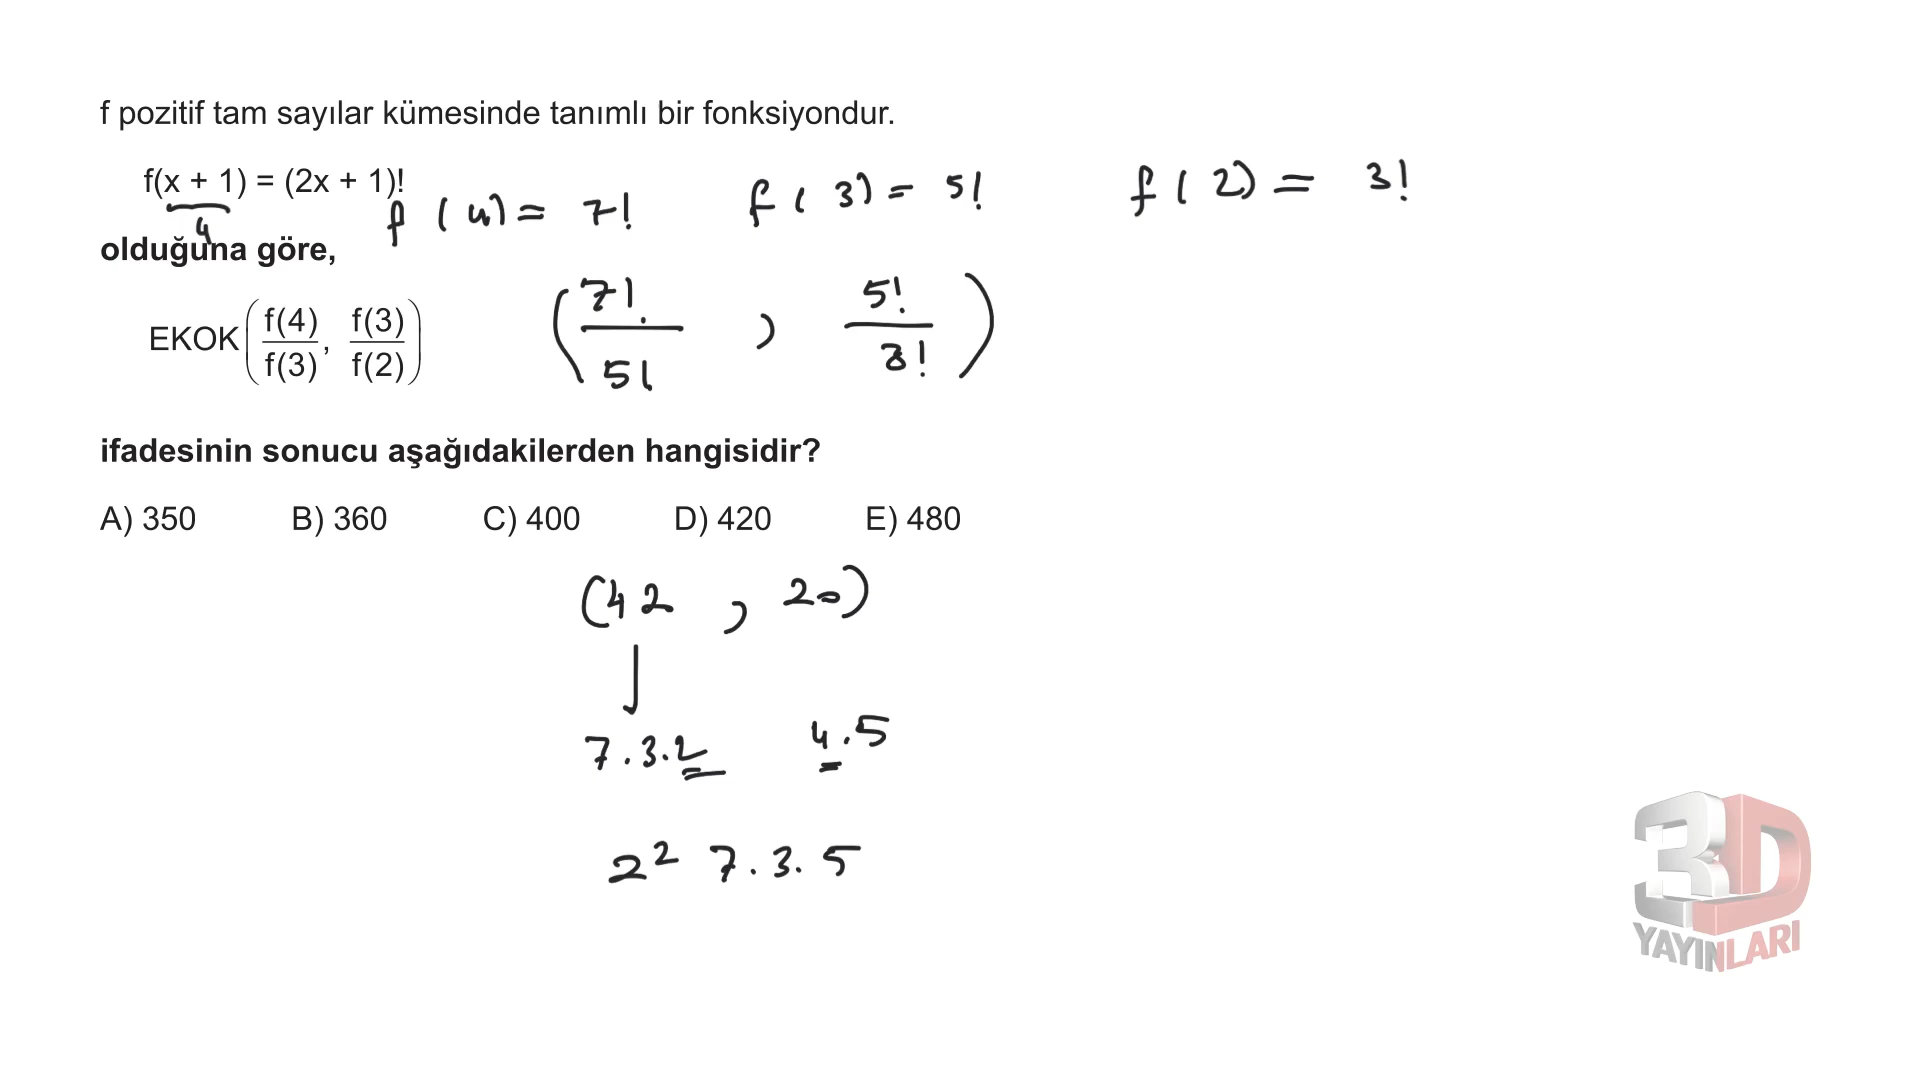 f pozitif tam sayılar kümesinde tanımlı bir fonksiyondur.
f(x + 1) = (2x + 1)!
4
f(4) = 7!
f(3) = 5!
f(2) = 3!
olduğuna göre,
EKOK(f(4)/f(3), f(3)/f(2))
(7!/5!, 5!/3!)
ifadesinin sonucu aşağıdakilerden hangisidir?
A) 350 B) 360 C) 400 D) 420 E) 480
(42, 20)
7.3.2 4.5
2² 7.3.5
3D
YAYINLARI